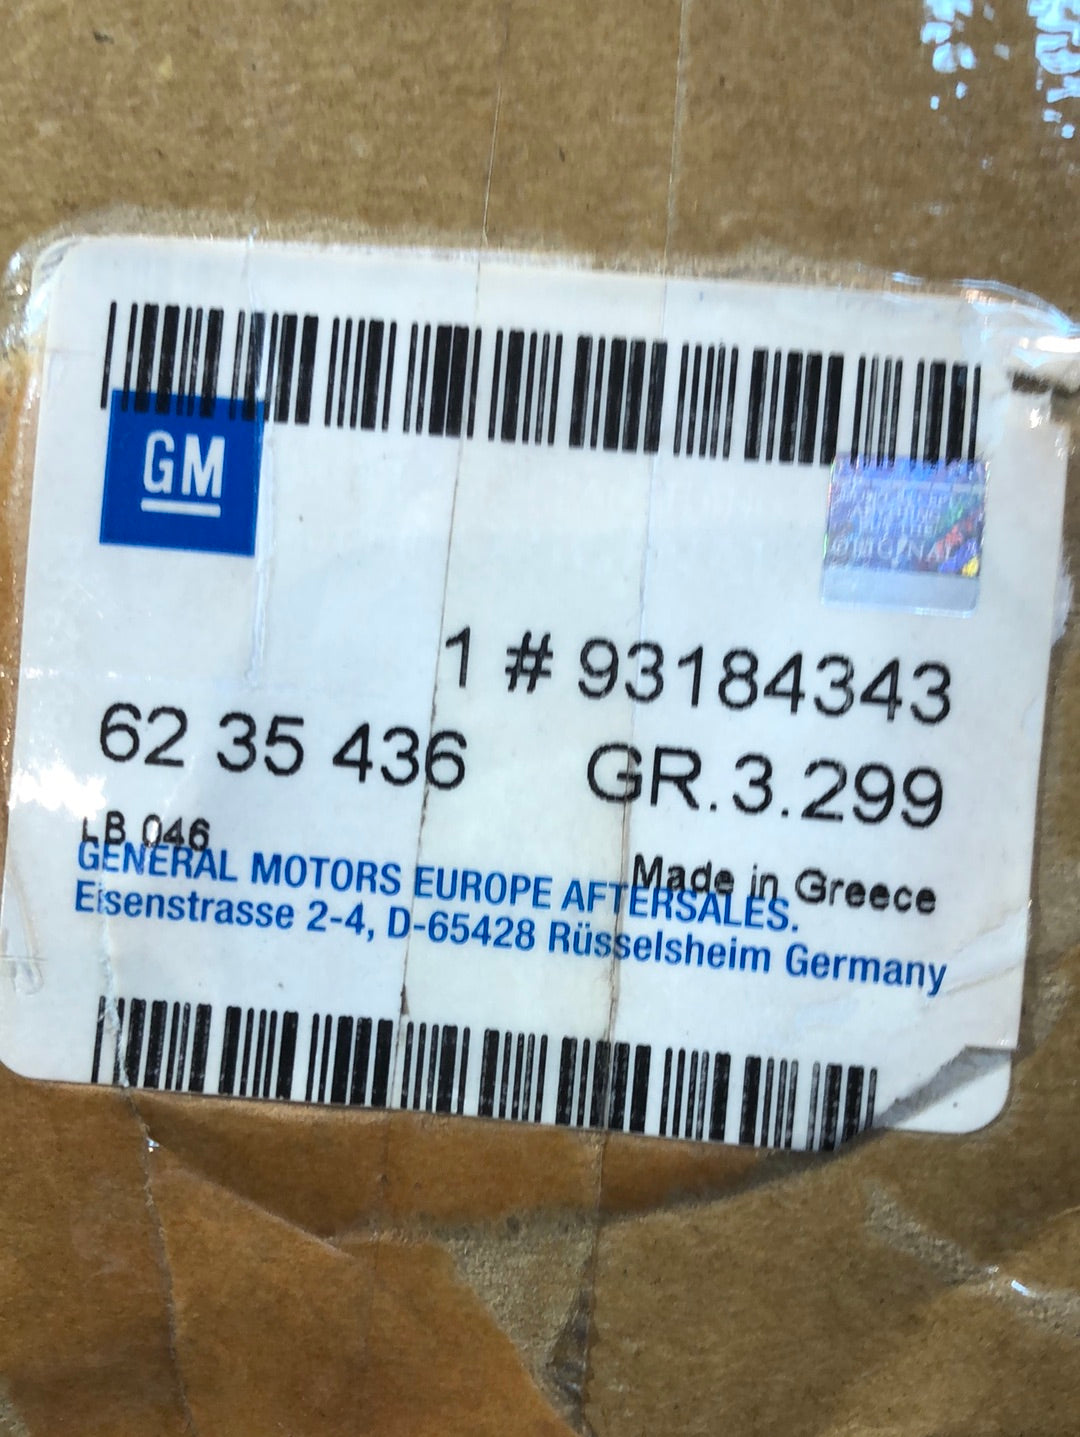 GM
ORIGINAL
1 # 93184343
62 35 436 GR.3.299
LB 046
Made in Greece
GENERAL MOTORS EUROPE AFTERSALES.
Eisenstrasse 2-4, D-65428 Rüsselsheim Germany